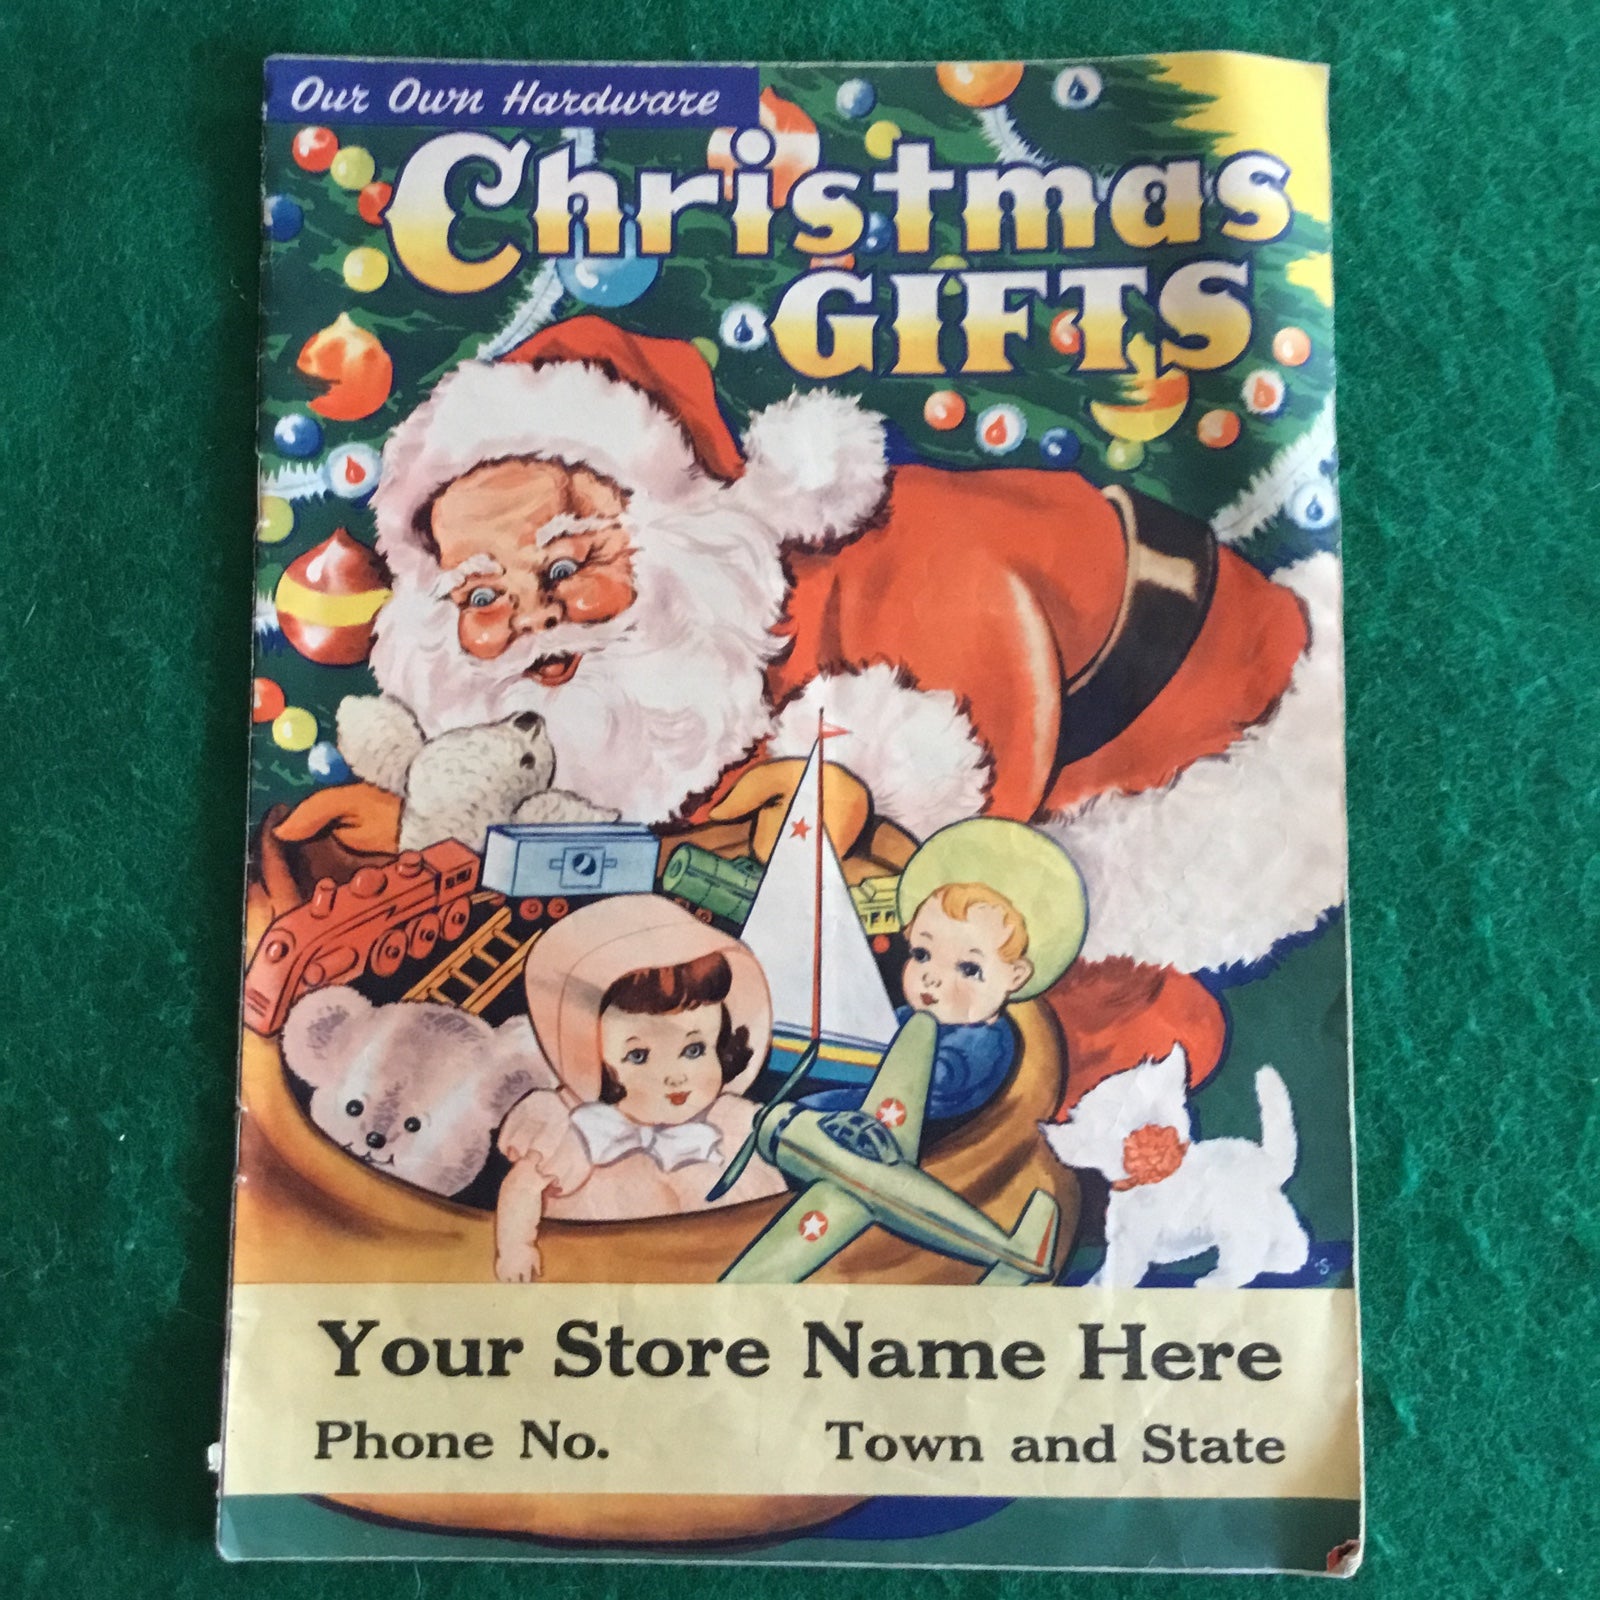 Our Own Hardware
Christmas
GIFTS
Your Store Name Here
Phone No. Town and State